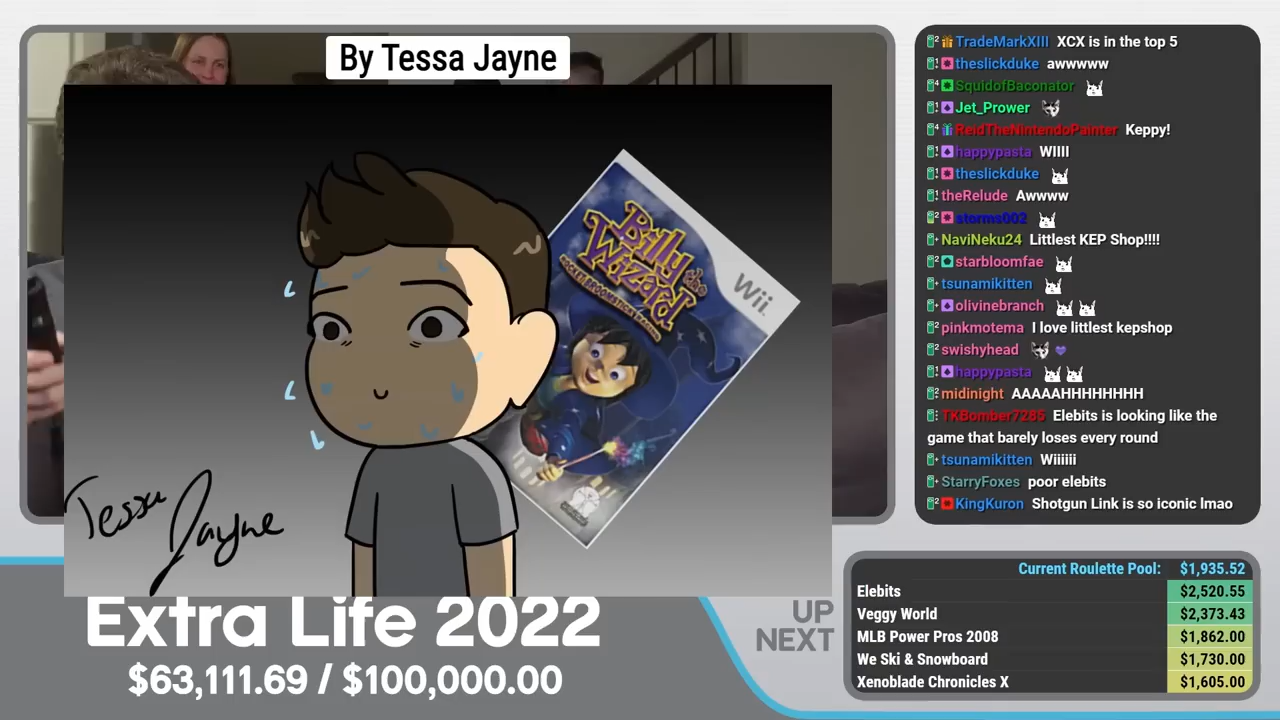 By Tessa Jayne
Billy the
Wizard
ROCKET BROOMSTICK RACING
Wii
Tessa
Jayne
Extra Life 2022
$63,111.69 / $100,000.00
TradeMarkXIII XCX is in the top 5
theslickduke awwwww
SquidofBaconator
Jet_Prower
ReidTheNintendoPainter Keppy!
happypasta WIIII
theslickduke
theRelude Awwww
storms002
NaviNeku24 Littlest KEP Shop!!!!
starbloomfae
tsunamikitten
olivinebranch
pinkmotema I love littlest kepshop
swishyhead
happypasta
midinight AAAAAHHHHHHHH
TKBomber7285 Elebits is looking like the
game that barely loses every round
tsunamikitten Wiiiiii
StarryFoxes poor elebits
KingKuron Shotgun Link is so iconic lmao
UP
NEXT
Current Roulette Pool: $1,935.52
Elebits $2,520.55
Veggy World $2,373.43
MLB Power Pros 2008 $1,862.00
We Ski & Snowboard $1,730.00
Xenoblade Chronicles X $1,605.00